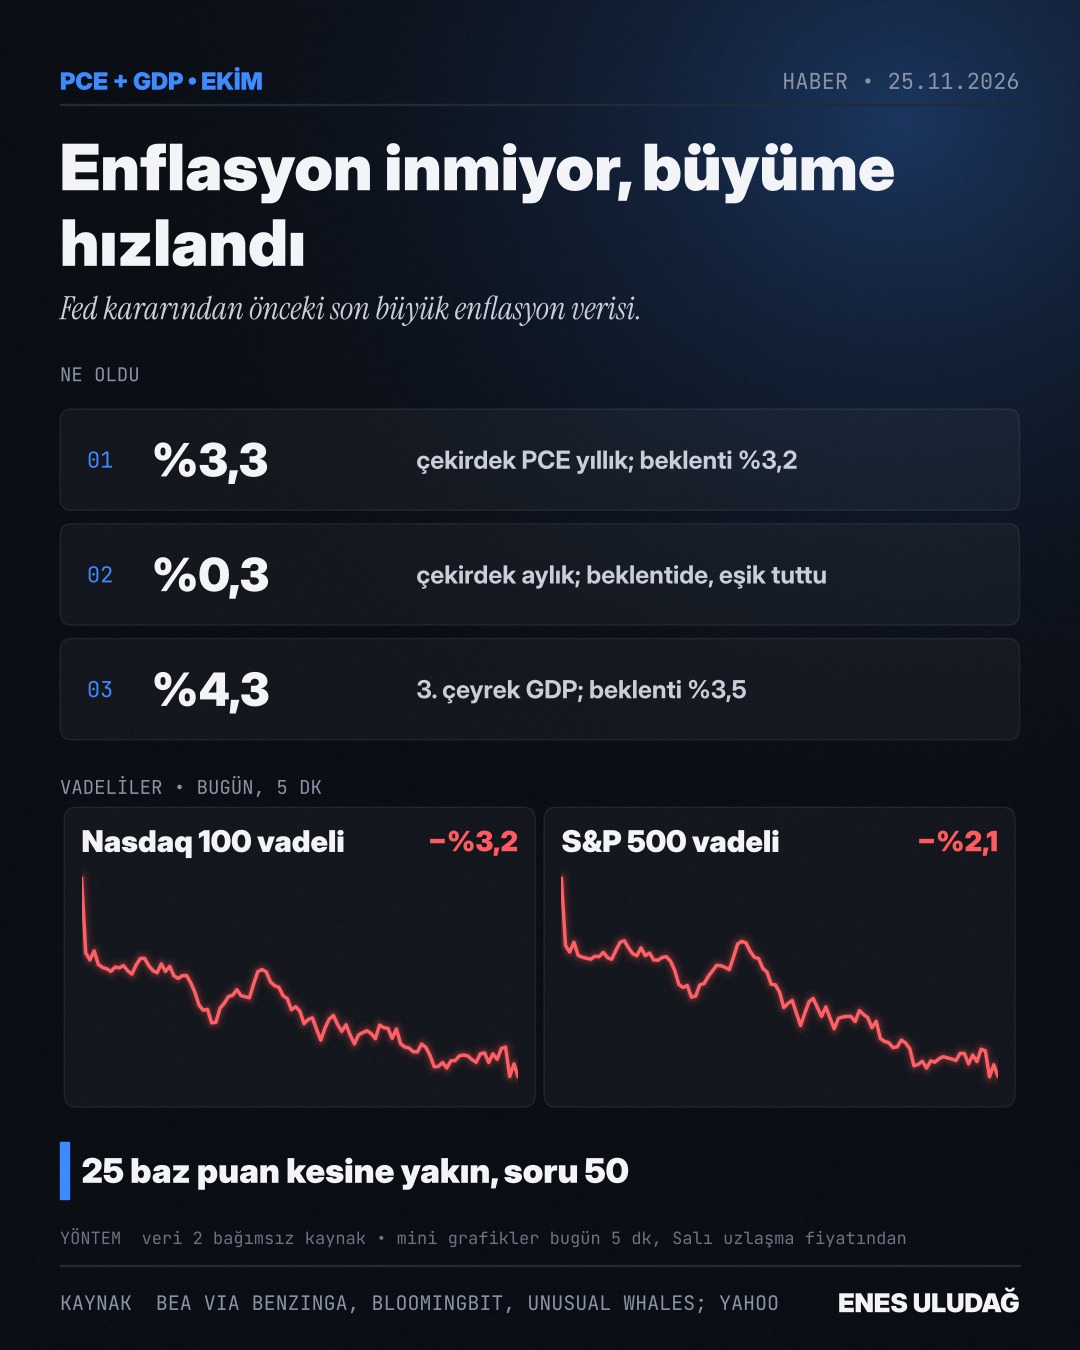 PCE + GDP • EKİM
HABER • 25.11.2026
Enflasyon inmiyor, büyüme
hızlandı
Fed kararından önceki son büyük enflasyon verisi.
NE OLDU
01 %3,3 çekirdek PCE yıllık; beklenti %3,2
02 %0,3 çekirdek aylık; beklentide, eşik tuttu
03 %4,3 3. çeyrek GDP; beklenti %3,5
VADELİLER • BUGÜN, 5 DK
Nasdaq 100 vadeli −%3,2
S&P 500 vadeli −%2,1
25 baz puan kesine yakın, soru 50
YÖNTEM veri 2 bağımsız kaynak • mini grafikler bugün 5 dk, Salı uzlaşma fiyatından
KAYNAK BEA VIA BENZINGA, BLOOMINGBIT, UNUSUAL WHALES; YAHOO
ENES ULUDAĞ